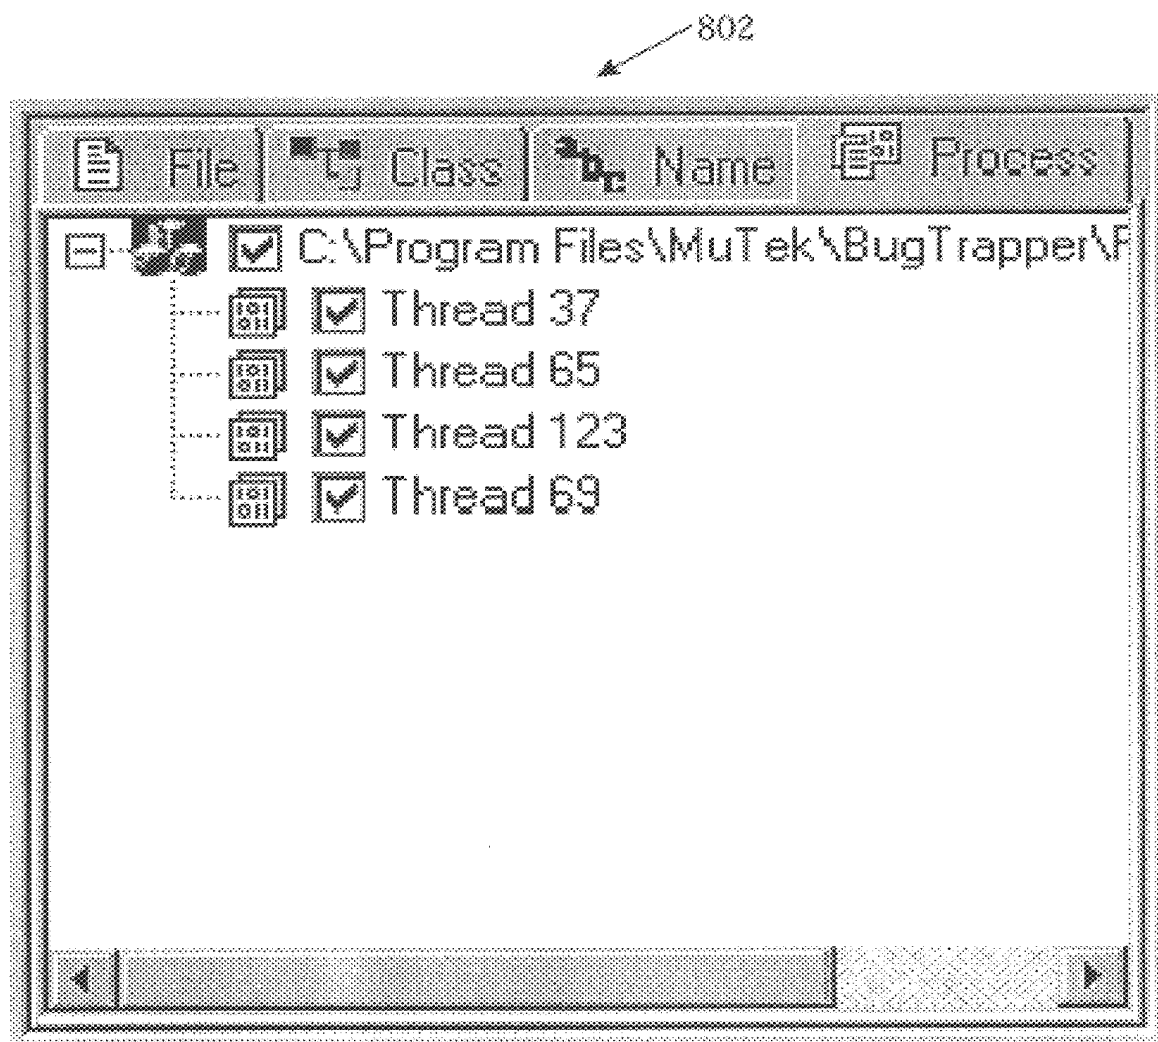 802
File Class Name Process
C:\Program Files\MuTek\BugTrapper\F
Thread 37
Thread 65
Thread 123
Thread 69